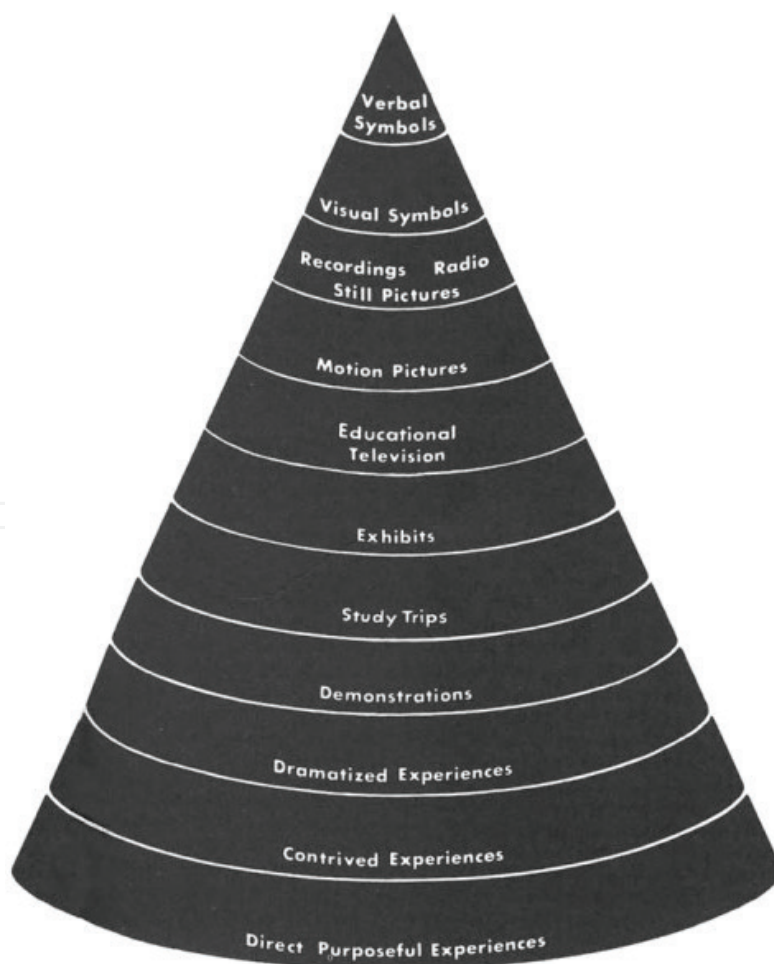 Verbal
Symbols
Visual Symbols
Recordings Radio
Still Pictures
Motion Pictures
Educational
Television
Exhibits
Study Trips
Demonstrations
Dramatized Experiences
Contrived Experiences
Direct Purposeful Experiences